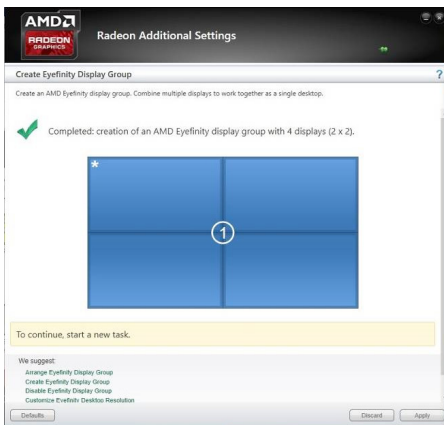 AMD
RADEON
GRAPHICS
Radeon Additional Settings
Create Eyefinity Display Group
?
Create an AMD Eyefinity display group. Combine multiple displays to work together as a single desktop.
Completed: creation of an AMD Eyefinity display group with 4 displays (2 x 2).
*
1
To continue, start a new task.
We suggest:
Arrange Eyefinity Display Group
Create Eyefinity Display Group
Disable Eyefinity Display Group
Customize Eyefinity Desktop Resolution
Defaults
Discard
Apply